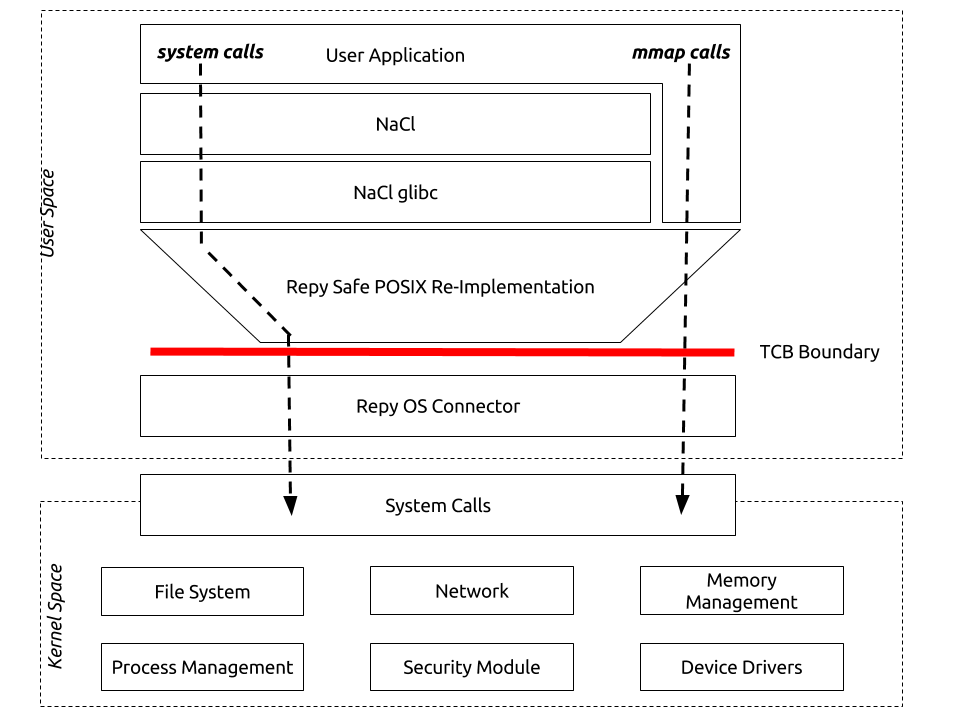 system calls
User Application
mmap calls
NaCl
NaCl glibc
User Space
Repy Safe POSIX Re-Implementation
TCB Boundary
Repy OS Connector
System Calls
Kernel Space
File System
Network
Memory
Management
Process Management
Security Module
Device Drivers